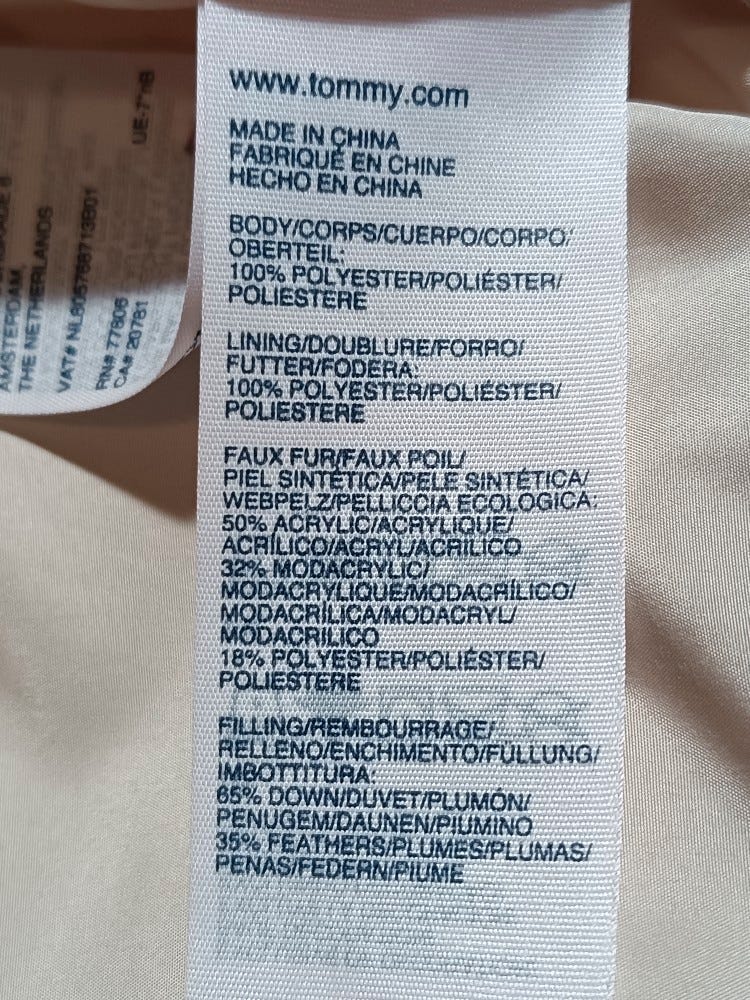 www.tommy.com
MADE IN CHINA
FABRIQUÉ EN CHINE
HECHO EN CHINA
BODY/CORPS/CUERPO/CORPO/
OBERTEIL:
100% POLYESTER/POLIÉSTER/
POLIESTERE
LINING/DOUBLURE/FORRO/
FUTTER/FODERA:
100% POLYESTER/POLIÉSTER/
POLIESTERE
FAUX FUR/FAUX POIL/
PIEL SINTÉTICA/PELE SINTÉTICA/
WEBPELZ/PELLICCIA ECOLOGICA:
50% ACRYLIC/ACRYLIQUE/
ACRÍLICO/ACRYL/ACRILICO
32% MODACRYLIC/
MODACRYLIQUE/MODACRÍLICO/
MODACRÍLICA/MODACRYL/
MODACRILICO
18% POLYESTER/POLIÉSTER/
POLIESTERE
FILLING/REMBOURRAGE/
RELLENO/ENCHIMENTO/FÜLLUNG/
IMBOTTITURA:
65% DOWN/DUVET/PLUMÓN/
PENUGEM/DAUNEN/PIUMINO
35% FEATHERS/PLUMES/PLUMAS/
PENAS/FEDERN/PIUME
AMSTERDAM
THE NETHERLANDS
VAT# NL805768713B01
RN# 77806
CA# 20781